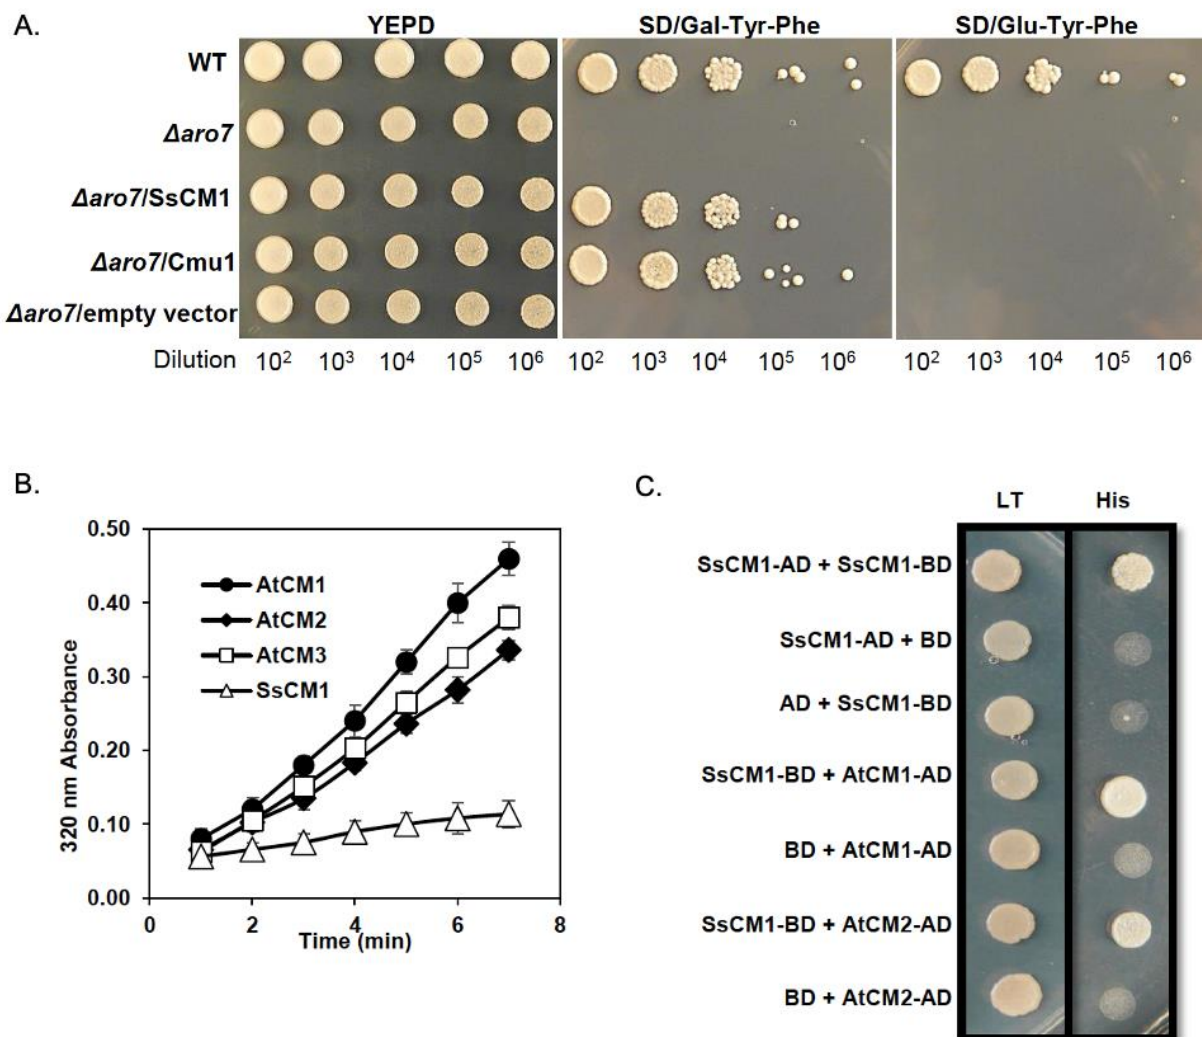 A.
YEPD SD/Gal-Tyr-Phe SD/Glu-Tyr-Phe
WT
Δaro7
Δaro7/SsCM1
Δaro7/Cmu1
Δaro7/empty vector
Dilution 10² 10³ 10⁴ 10⁵ 10⁶ 10² 10³ 10⁴ 10⁵ 10⁶ 10² 10³ 10⁴ 10⁵ 10⁶
B.
320 nm Absorbance
0.50
0.40
0.30
0.20
0.10
0.00
AtCM1
AtCM2
AtCM3
SsCM1
0 2 4 6 8
Time (min)
C.
LT His
SsCM1-AD + SsCM1-BD
SsCM1-AD + BD
AD + SsCM1-BD
SsCM1-BD + AtCM1-AD
BD + AtCM1-AD
SsCM1-BD + AtCM2-AD
BD + AtCM2-AD